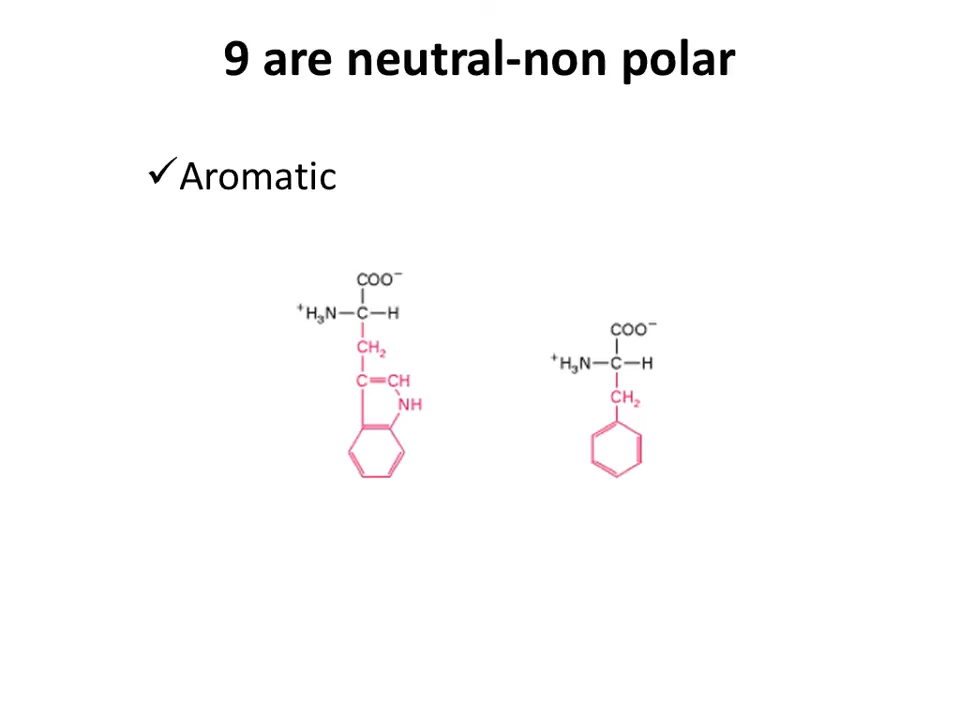 9 are neutral-non polar
✓Aromatic
COO⁻
⁺H₃N—C—H
CH₂
C=CH
NH
COO⁻
⁺H₃N—C—H
CH₂